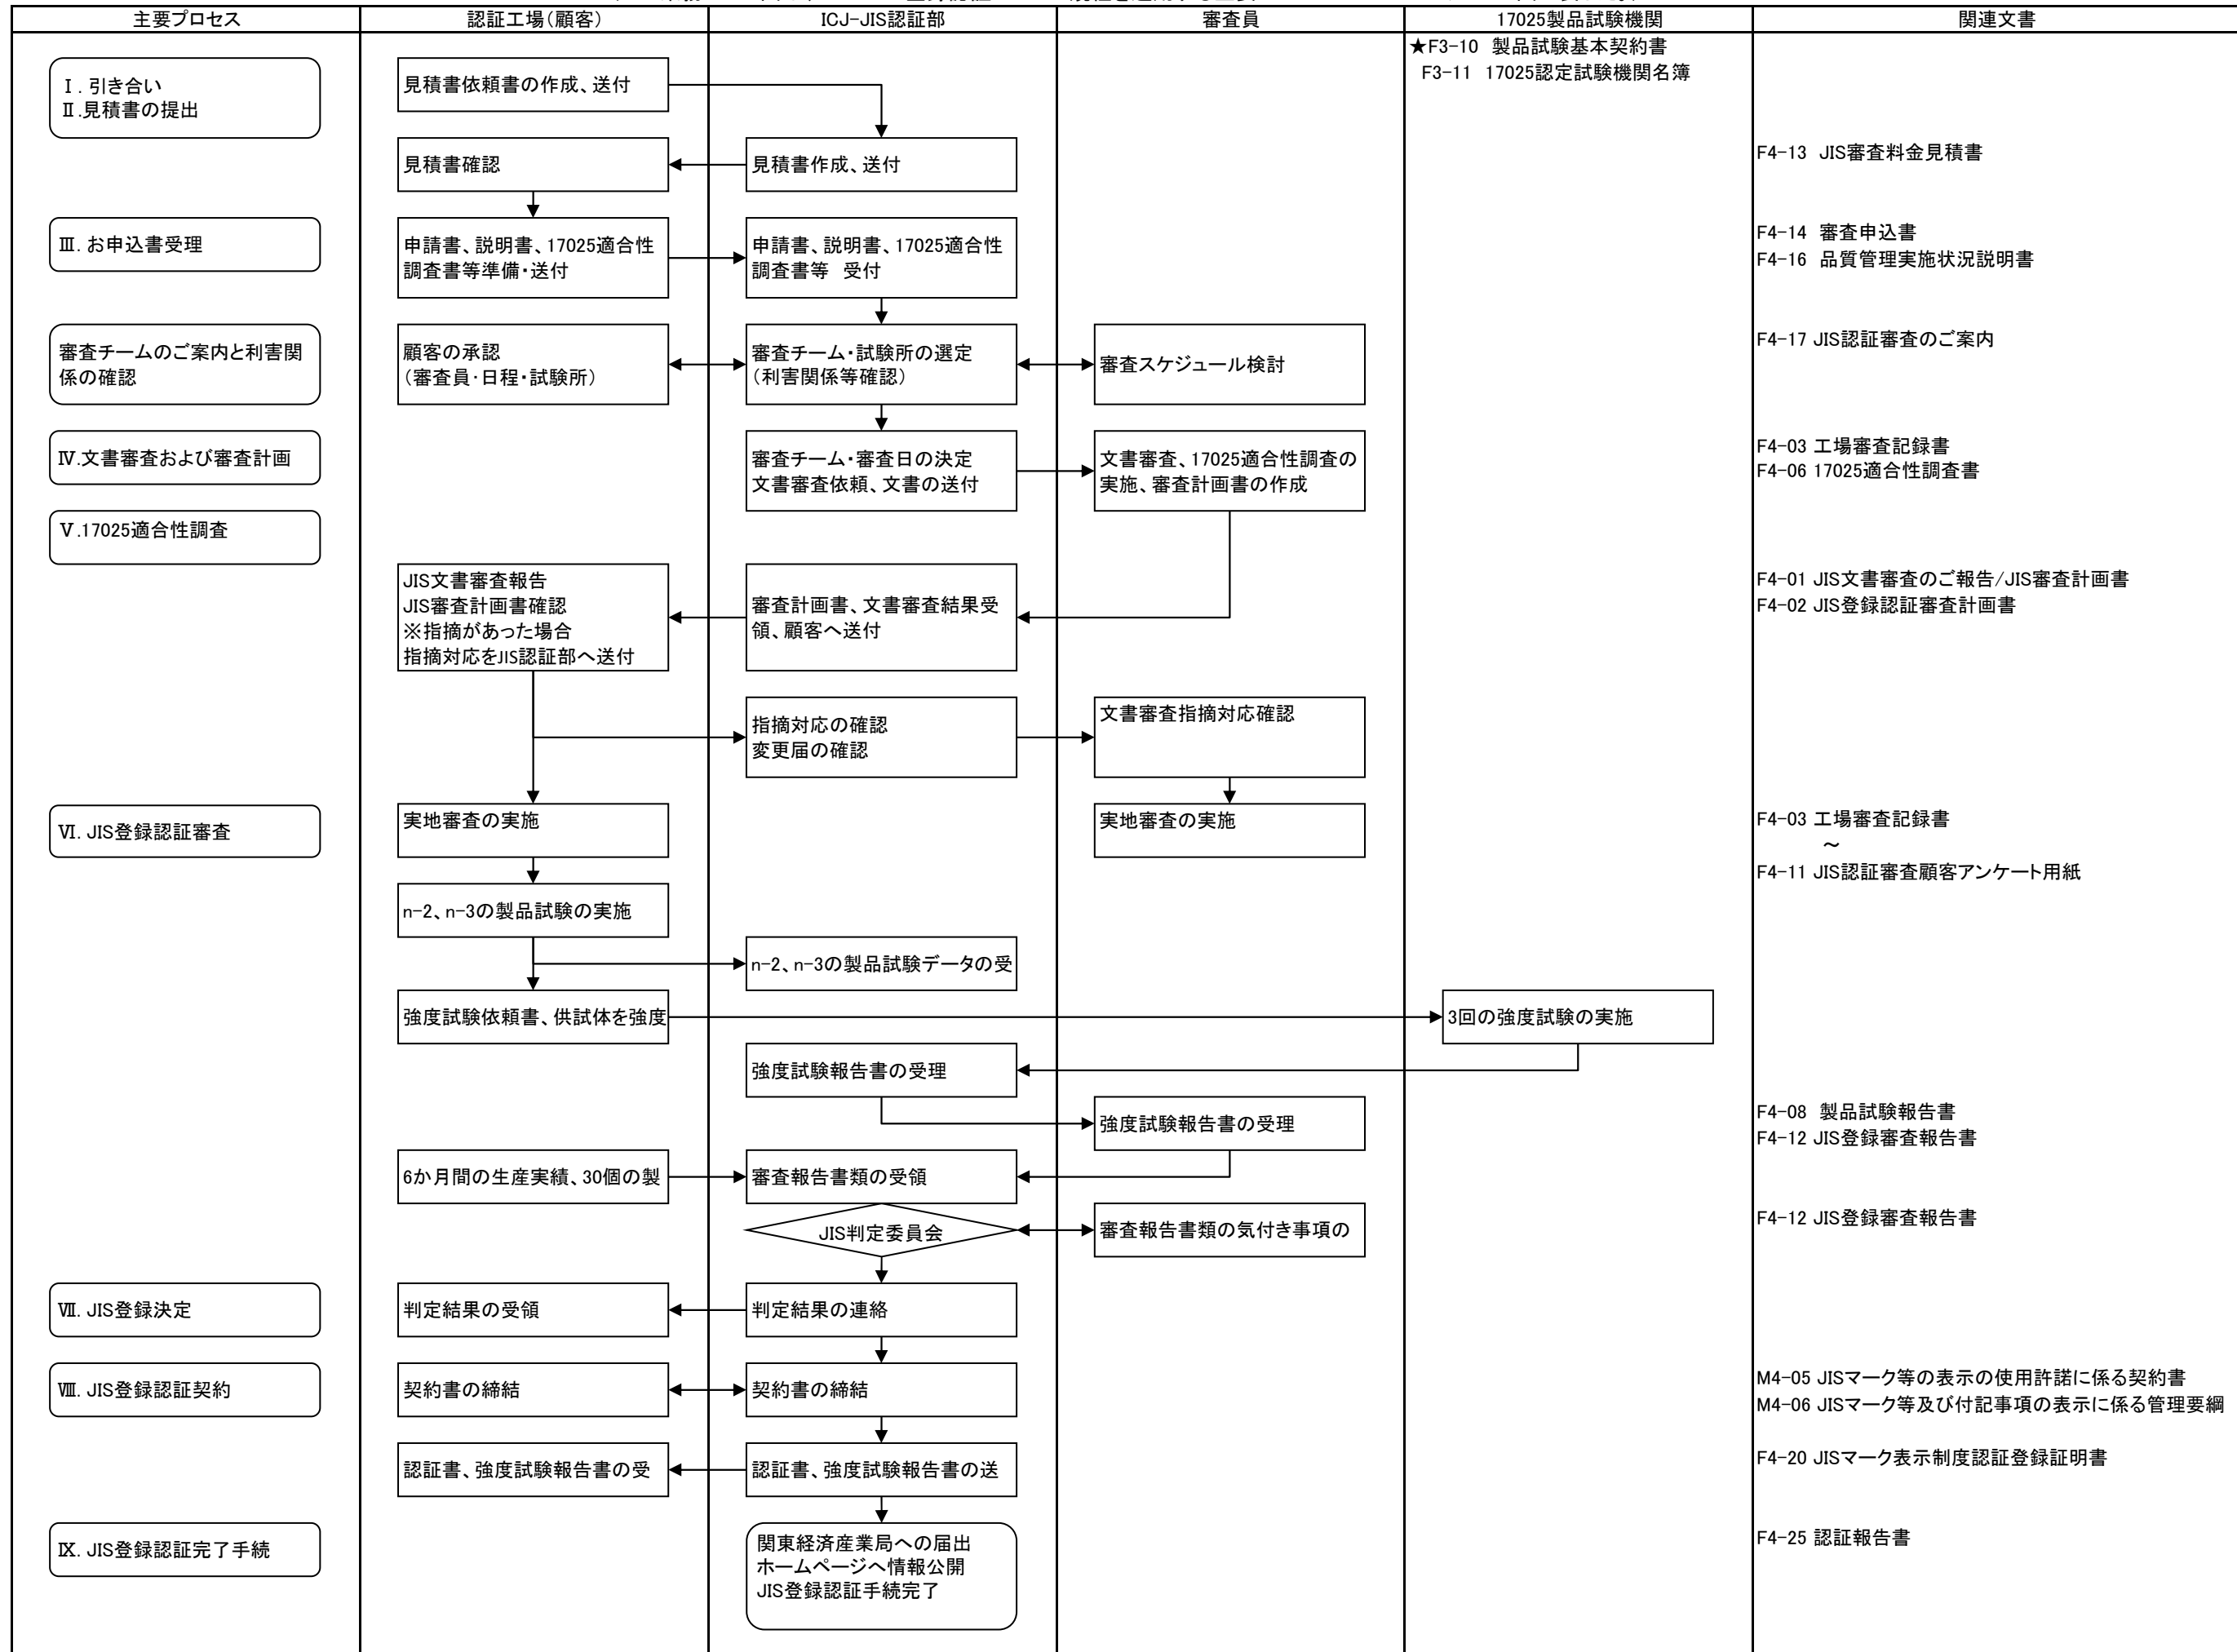 主要プロセス
認証工場（顧客）
ICJ-JIS認証部
審査員
17025製品試験機関
関連文書
★F3-10 製品試験基本契約書
F3-11 17025認定試験機関名簿
Ⅰ. 引き合い
Ⅱ.見積書の提出
見積書依頼書の作成、送付
見積書確認
見積書作成、送付
F4-13 JIS審査料金見積書
Ⅲ. お申込書受理
申請書、説明書、17025適合性
調査書等準備・送付
申請書、説明書、17025適合性
調査書等 受付
F4-14 審査申込書
F4-16 品質管理実施状況説明書
審査チームのご案内と利害関
係の確認
顧客の承認
（審査員・日程・試験所）
審査チーム・試験所の選定
（利害関係等確認）
審査スケジュール検討
F4-17 JIS認証審査のご案内
Ⅳ.文書審査および審査計画
審査チーム・審査日の決定
文書審査依頼、文書の送付
文書審査、17025適合性調査の
実施、審査計画書の作成
F4-03 工場審査記録書
F4-06 17025適合性調査書
Ⅴ.17025適合性調査
JIS文書審査報告
JIS審査計画書確認
※指摘があった場合
指摘対応をJIS認証部へ送付
審査計画書、文書審査結果受
領、顧客へ送付
F4-01 JIS文書審査のご報告/JIS審査計画書
F4-02 JIS登録認証審査計画書
指摘対応の確認
変更届の確認
文書審査指摘対応確認
Ⅵ. JIS登録認証審査
実地審査の実施
実地審査の実施
F4-03 工場審査記録書
～
F4-11 JIS認証審査顧客アンケート用紙
n-2、n-3の製品試験の実施
n-2、n-3の製品試験データの受
強度試験依頼書、供試体を強度
3回の強度試験の実施
強度試験報告書の受理
強度試験報告書の受理
F4-08 製品試験報告書
F4-12 JIS登録審査報告書
6か月間の生産実績、30個の製
審査報告書類の受領
JIS判定委員会
審査報告書類の気付き事項の
F4-12 JIS登録審査報告書
Ⅶ. JIS登録決定
判定結果の受領
判定結果の連絡
Ⅷ. JIS登録認証契約
契約書の締結
契約書の締結
M4-05 JISマーク等の表示の使用許諾に係る契約書
M4-06 JISマーク等及び付記事項の表示に係る管理要綱
認証書、強度試験報告書の受
認証書、強度試験報告書の送
F4-20 JISマーク表示制度認証登録証明書
Ⅸ. JIS登録認証完了手続
関東経済産業局への届出
ホームページへ情報公開
JIS登録認証手続完了
F4-25 認証報告書